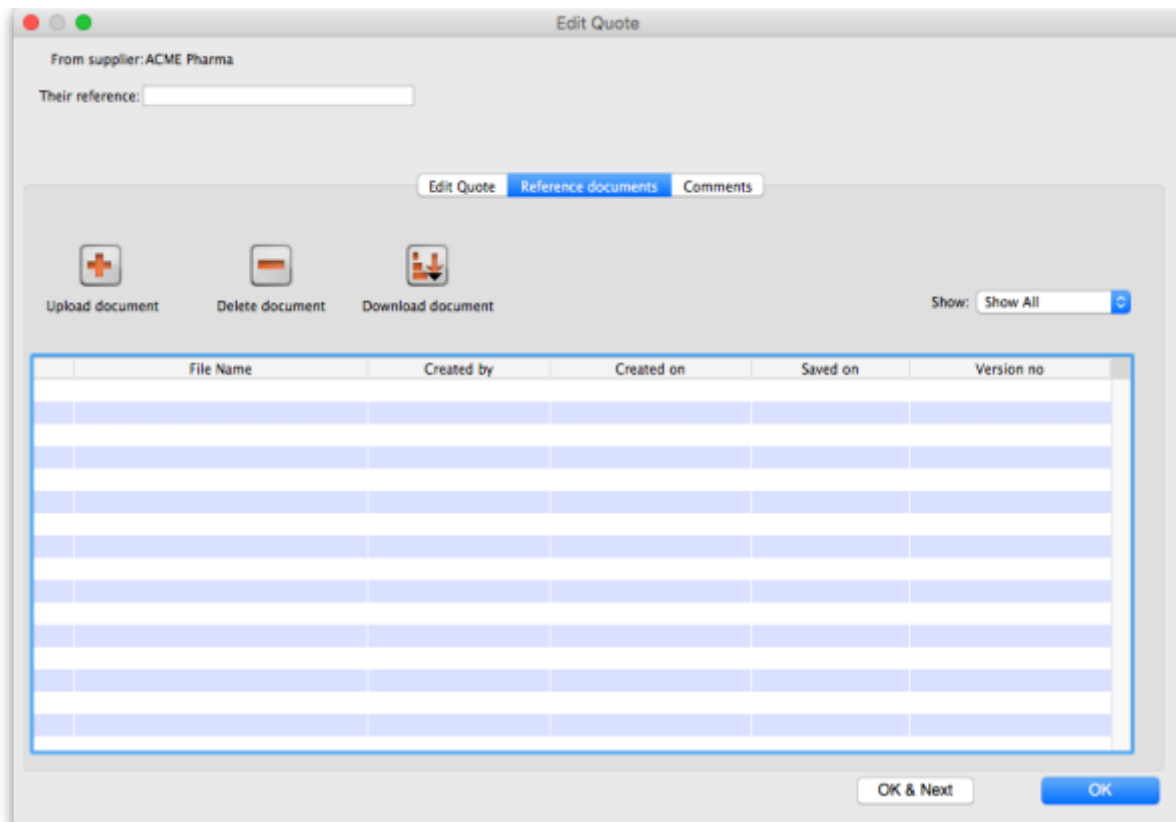 Edit Quote
From supplier: ACME Pharma
Their reference:
Edit Quote Reference documents Comments
Upload document Delete document Download document
Show: Show All
File Name Created by Created on Saved on Version no
OK & Next OK